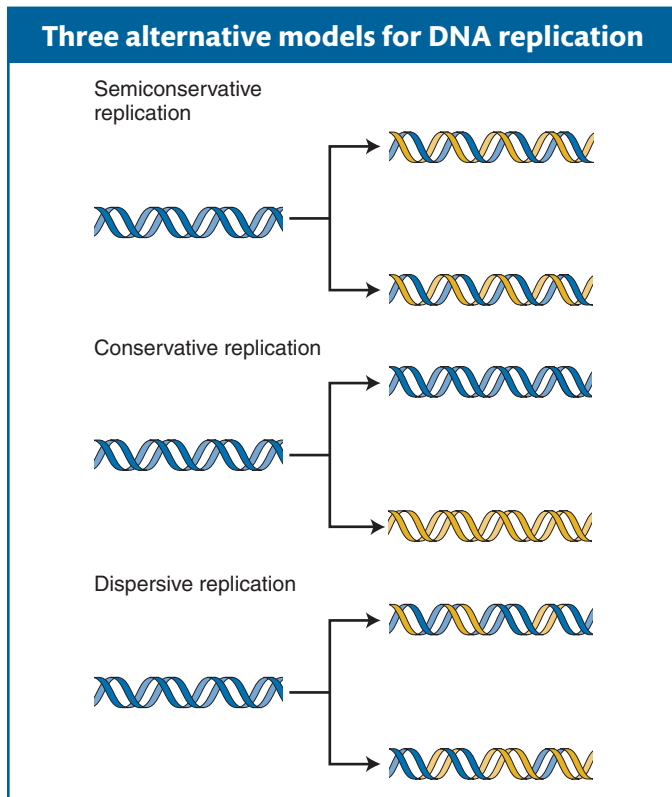 Three alternative models for DNA replication
Semiconservative
replication
Conservative replication
Dispersive replication